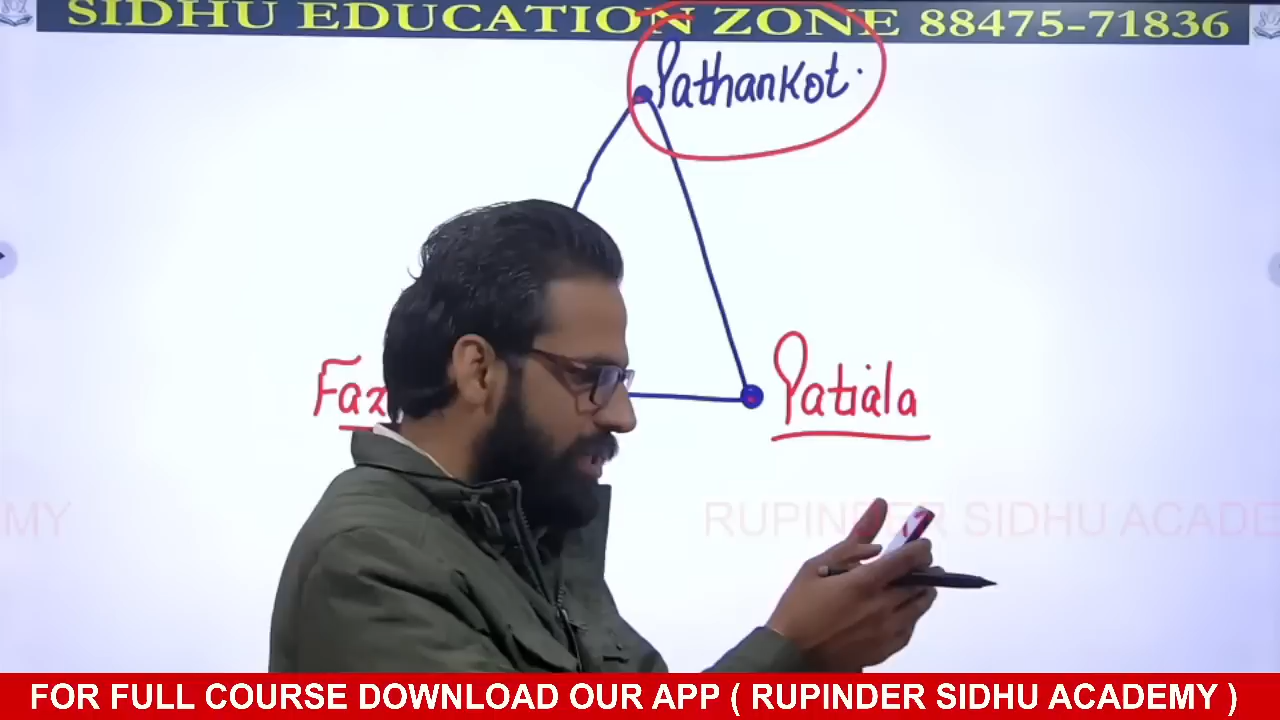 SIDHU EDUCATION ZONE 88475-71836
Pathankot
Patiala
RUPINDER SIDHU ACADE
MY
FOR FULL COURSE DOWNLOAD OUR APP ( RUPINDER SIDHU ACADEMY )